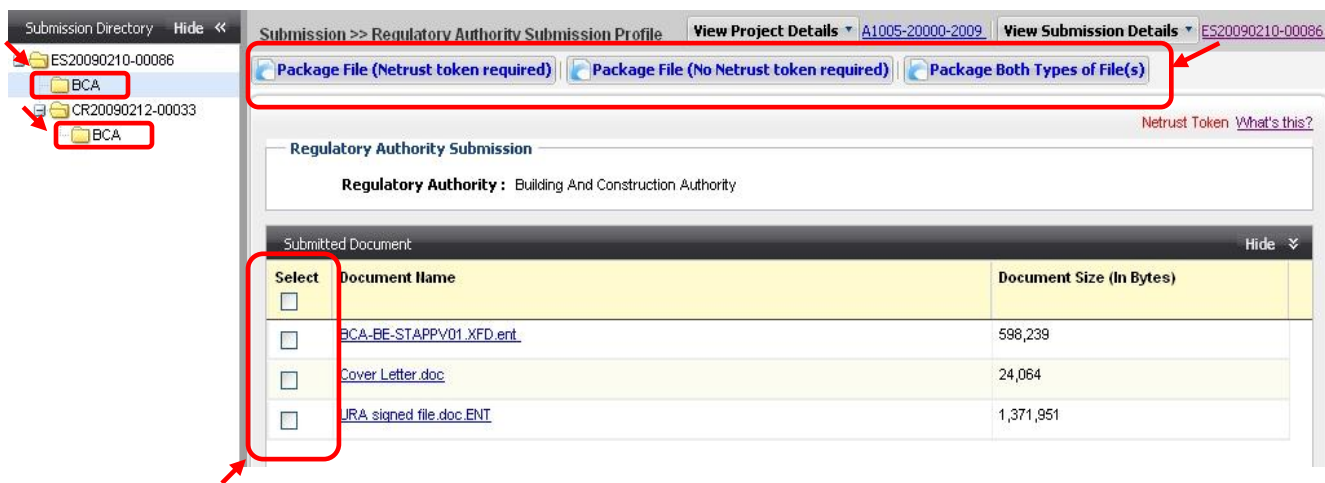 Submission Directory Hide «
ES20090210-00086
BCA
CR20090212-00033
BCA
Submission >> Regulatory Authority Submission Profile View Project Details A1005-20000-2009 View Submission Details ES20090210-00086
Package File (Netrust token required) Package File (No Netrust token required) Package Both Types of File(s)
Netrust Token What's this?
Regulatory Authority Submission
Regulatory Authority : Building And Construction Authority
Submitted Document Hide
Select Document Name Document Size (In Bytes)
BCA-BE-STAPPV01.XFD.ent 598,239
Cover Letter.doc 24,064
URA signed file.doc.ENT 1,371,951